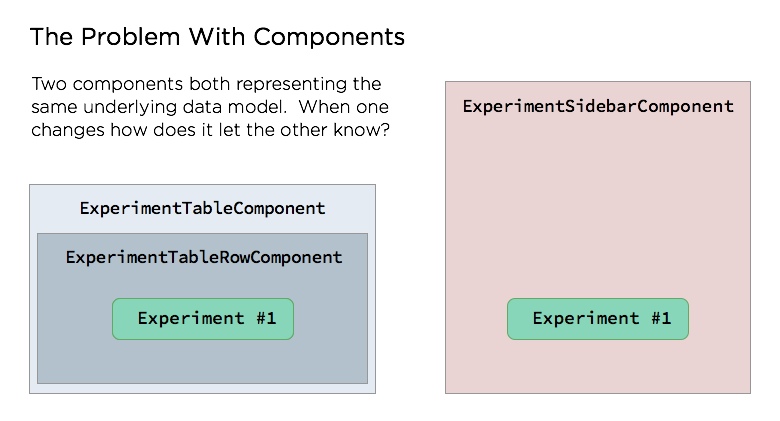 The Problem With Components
Two components both representing the
same underlying data model.  When one
changes how does it let the other know?
ExperimentTableComponent
ExperimentTableRowComponent
Experiment #1
ExperimentSidebarComponent
Experiment #1